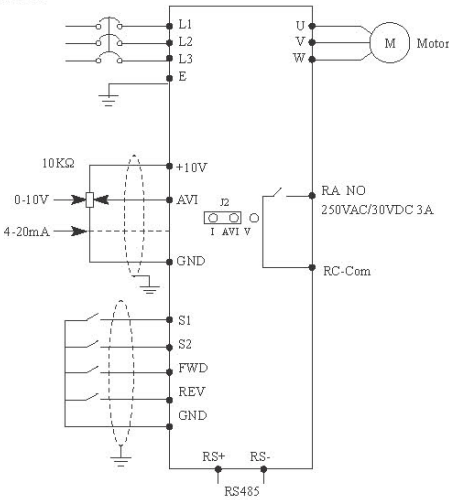 L1
L2
L3
E
U
V
W
M
Motor
10KΩ
0-10V
4-20mA
+10V
AVI
GND
J2
I AVI V
RA NO
250VAC/30VDC 3A
RC-Com
S1
S2
FWD
REV
GND
RS+ RS-
RS485